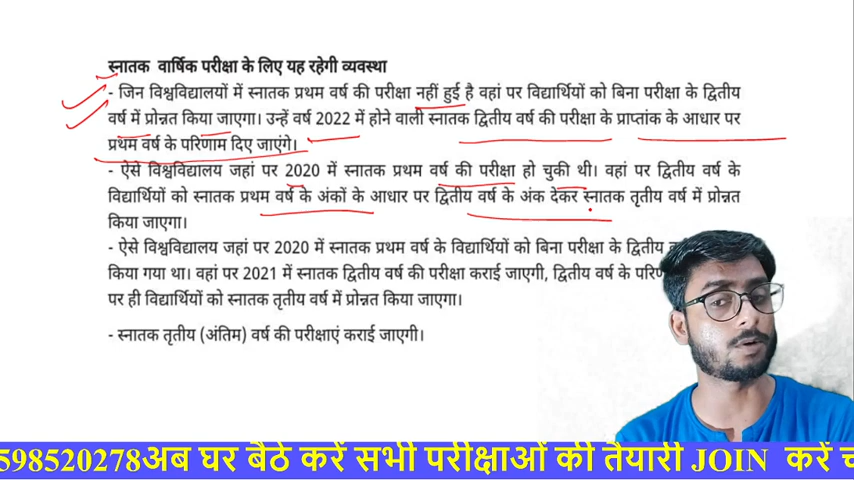 स्नातक वार्षिक परीक्षा के लिए यह रहेगी व्यवस्था
- जिन विश्वविद्यालयों में स्नातक प्रथम वर्ष की परीक्षा नहीं हुई है वहां पर विद्यार्थियों को बिना परीक्षा के द्वितीय
वर्ष में प्रोन्नत किया जाएगा। उन्हें वर्ष 2022 में होने वाली स्नातक द्वितीय वर्ष की परीक्षा के प्राप्तांक के आधार पर
प्रथम वर्ष के परिणाम दिए जाएंगे।
- ऐसे विश्वविद्यालय जहां पर 2020 में स्नातक प्रथम वर्ष की परीक्षा हो चुकी थी। वहां पर द्वितीय वर्ष के
विद्यार्थियों को स्नातक प्रथम वर्ष के अंकों के आधार पर द्वितीय वर्ष के अंक देकर स्नातक तृतीय वर्ष में प्रोन्नत
किया जाएगा।
- ऐसे विश्वविद्यालय जहां पर 2020 में स्नातक प्रथम वर्ष के विद्यार्थियों को बिना परीक्षा के द्वितीय
किया गया था। वहां पर 2021 में स्नातक द्वितीय वर्ष की परीक्षा कराई जाएगी, द्वितीय वर्ष के
पर ही विद्यार्थियों को स्नातक तृतीय वर्ष में प्रोन्नत किया जाएगा।
- स्नातक तृतीय (अंतिम) वर्ष की परीक्षाएं कराई जाएगी।
598520278अब घर बैठे करें सभी परीक्षाओं की तैयारी JOIN करें